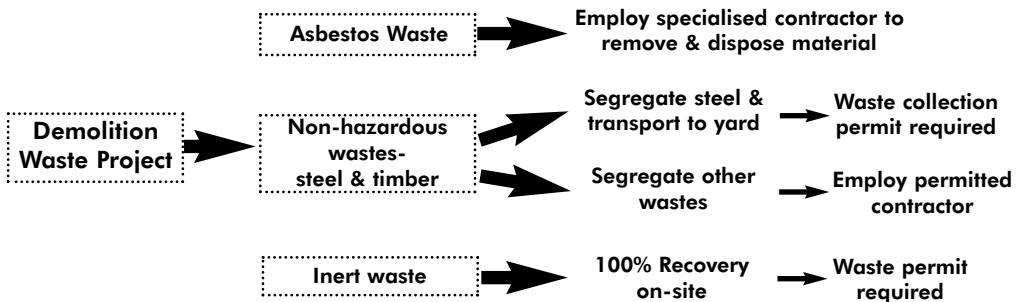 Asbestos Waste
Employ specialised contractor to
remove & dispose material
Demolition
Waste Project
Non-hazardous
wastes-
steel & timber
Segregate steel &
transport to yard
Waste collection
permit required
Segregate other
wastes
Employ permitted
contractor
Inert waste
100% Recovery
on-site
Waste permit
required